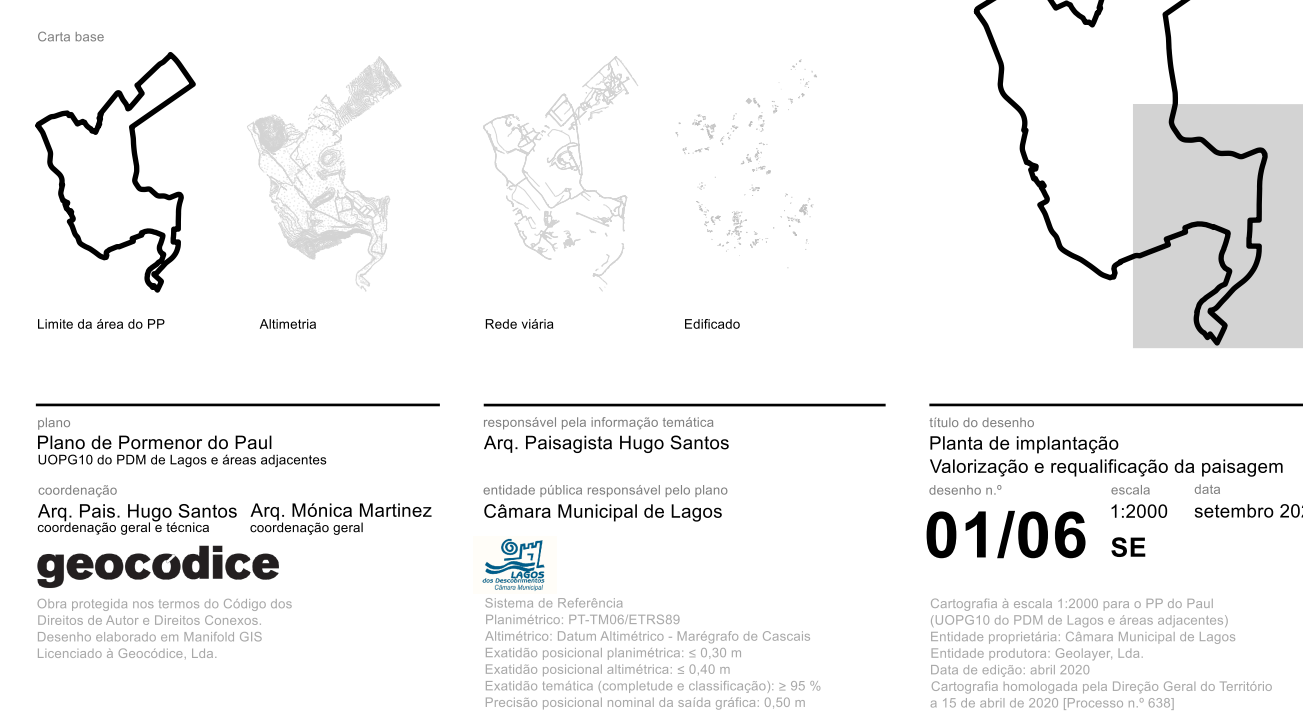 Carta base
Limite da área do PP
Altimetria
Rede viária
Edificado
plano
Plano de Pormenor do Paul
UOPG10 do PDM de Lagos e áreas adjacentes
coordenação
Arq. Pais. Hugo Santos
coordenação geral e técnica
Arq. Mónica Martinez
coordenação geral
geocódice
Obra protegida nos termos do Código dos
Direitos de Autor e Direitos Conexos.
Desenho elaborado em Manifold GIS
Licenciado à Geocódice, Lda.
responsável pela informação temática
Arq. Paisagista Hugo Santos
entidade pública responsável pelo plano
Câmara Municipal de Lagos
LAGOS
dos Descobrimentos
Câmara Municipal
Sistema de Referência
Planimétrico: PT-TM06/ETRS89
Altimétrico: Datum Altimétrico - Marégrafo de Cascais
Exatidão posicional planimétrica: ≤ 0,30 m
Exatidão posicional altimétrica: ≤ 0,40 m
Exatidão temática (completude e classificação): ≥ 95 %
Precisão posicional nominal da saída gráfica: 0,50 m
título do desenho
Planta de implantação
Valorização e requalificação da paisagem
desenho n.º
01/06
escala
1:2000
SE
data
setembro
Cartografia à escala 1:2000 para o PP do Paul
(UOPG10 do PDM de Lagos e áreas adjacentes)
Entidade proprietária: Câmara Municipal de Lagos
Entidade produtora: Geolayer, Lda.
Data de edição: abril 2020
Cartografia homologada pela Direção Geral do Território
a 15 de abril de 2020 [Processo n.º 638]